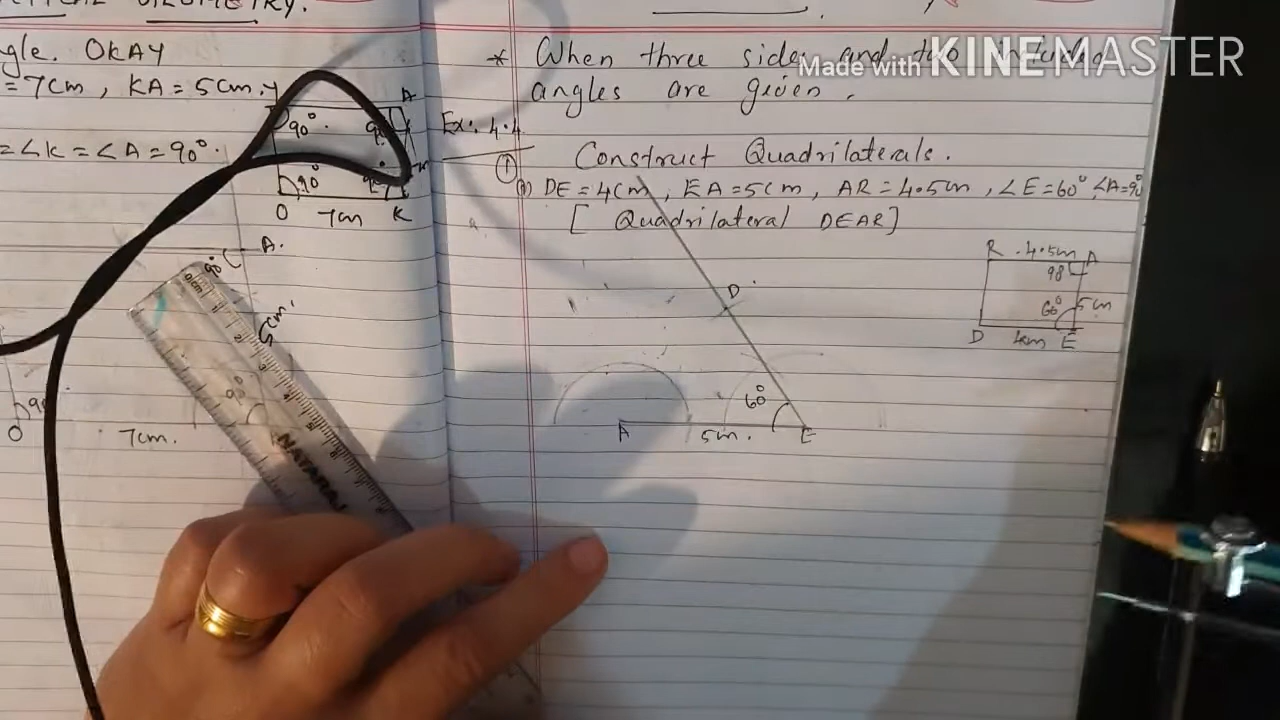 GEOMETRY.
OKAY
= 7cm, KA = 5cm.
= ∠K = ∠A = 90°.
Y A
90° 90°
90° 90°
O 7cm K
A.
90°
5cm
90°
90
O 7cm.
NATARAJ
Made with KINEMASTER
* When three sides and two included
angles are given.
Ex: 4.4
① Construct Quadrilaterals.
DE = 4cm, EA = 5cm, AR = 4.5cm, ∠E = 60°, ∠A = 90°
[ Quadrilateral DEAR]
R 4.5cm A
90
60° 5cm
D 4cm E
D
60°
A 5cm. E